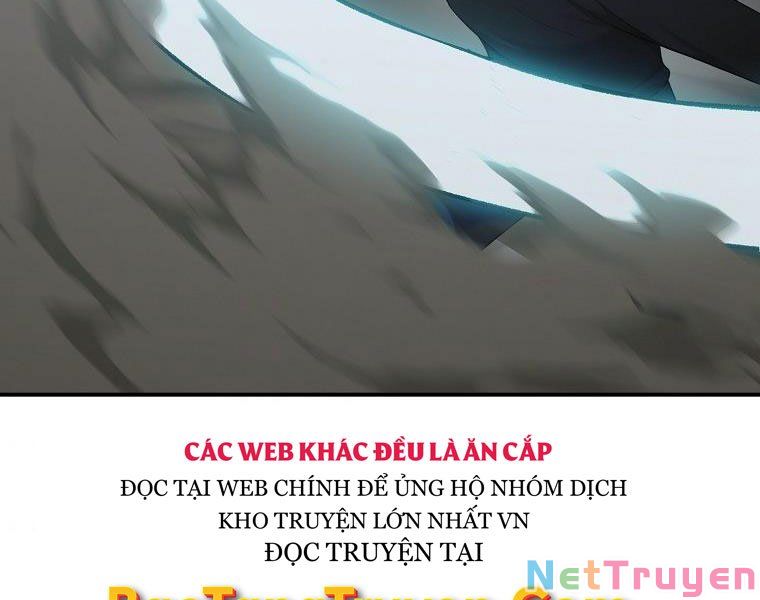 CÁC WEB KHÁC ĐỀU LÀ ĂN CẮP
ĐỌC TẠI WEB CHÍNH ĐỂ ỦNG HỘ NHÓM DỊCH
KHO TRUYỆN LỚN NHẤT VN
ĐỌC TRUYỆN TẠI
NetTruyen